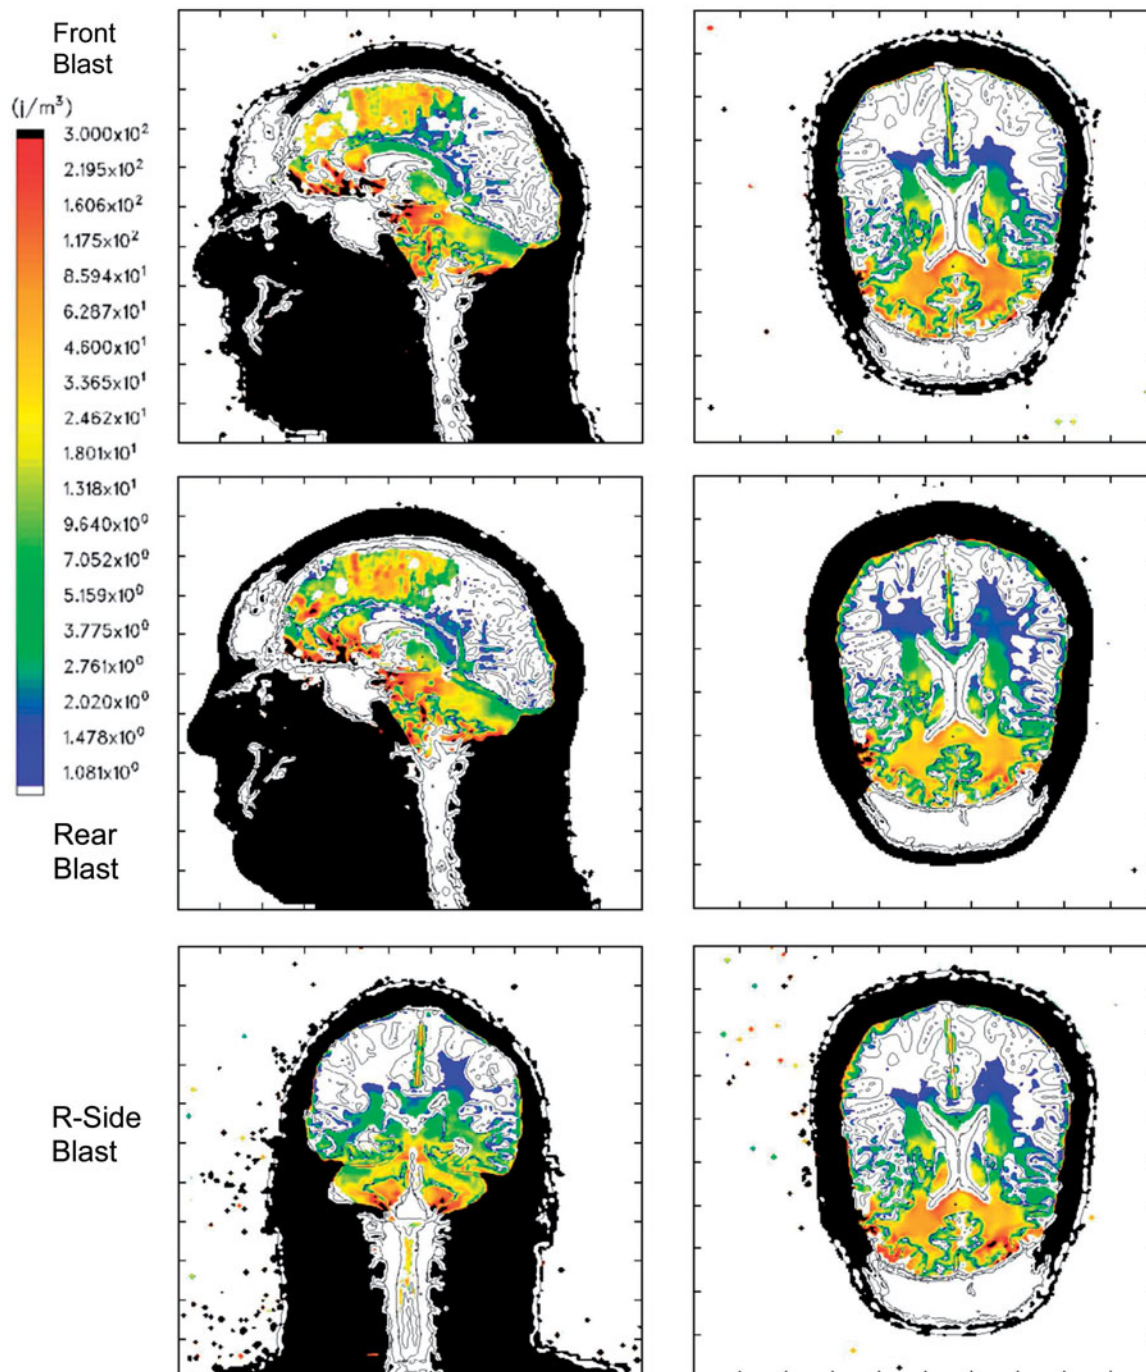 Front
Blast
(j/m³)
3.000x10²
2.195x10²
1.606x10²
1.175x10²
8.594x10¹
6.287x10¹
4.600x10¹
3.365x10¹
2.462x10¹
1.801x10¹
1.318x10¹
9.640x10⁰
7.052x10⁰
5.159x10⁰
3.775x10⁰
2.761x10⁰
2.020x10⁰
1.478x10⁰
1.081x10⁰
Rear
Blast
R-Side
Blast